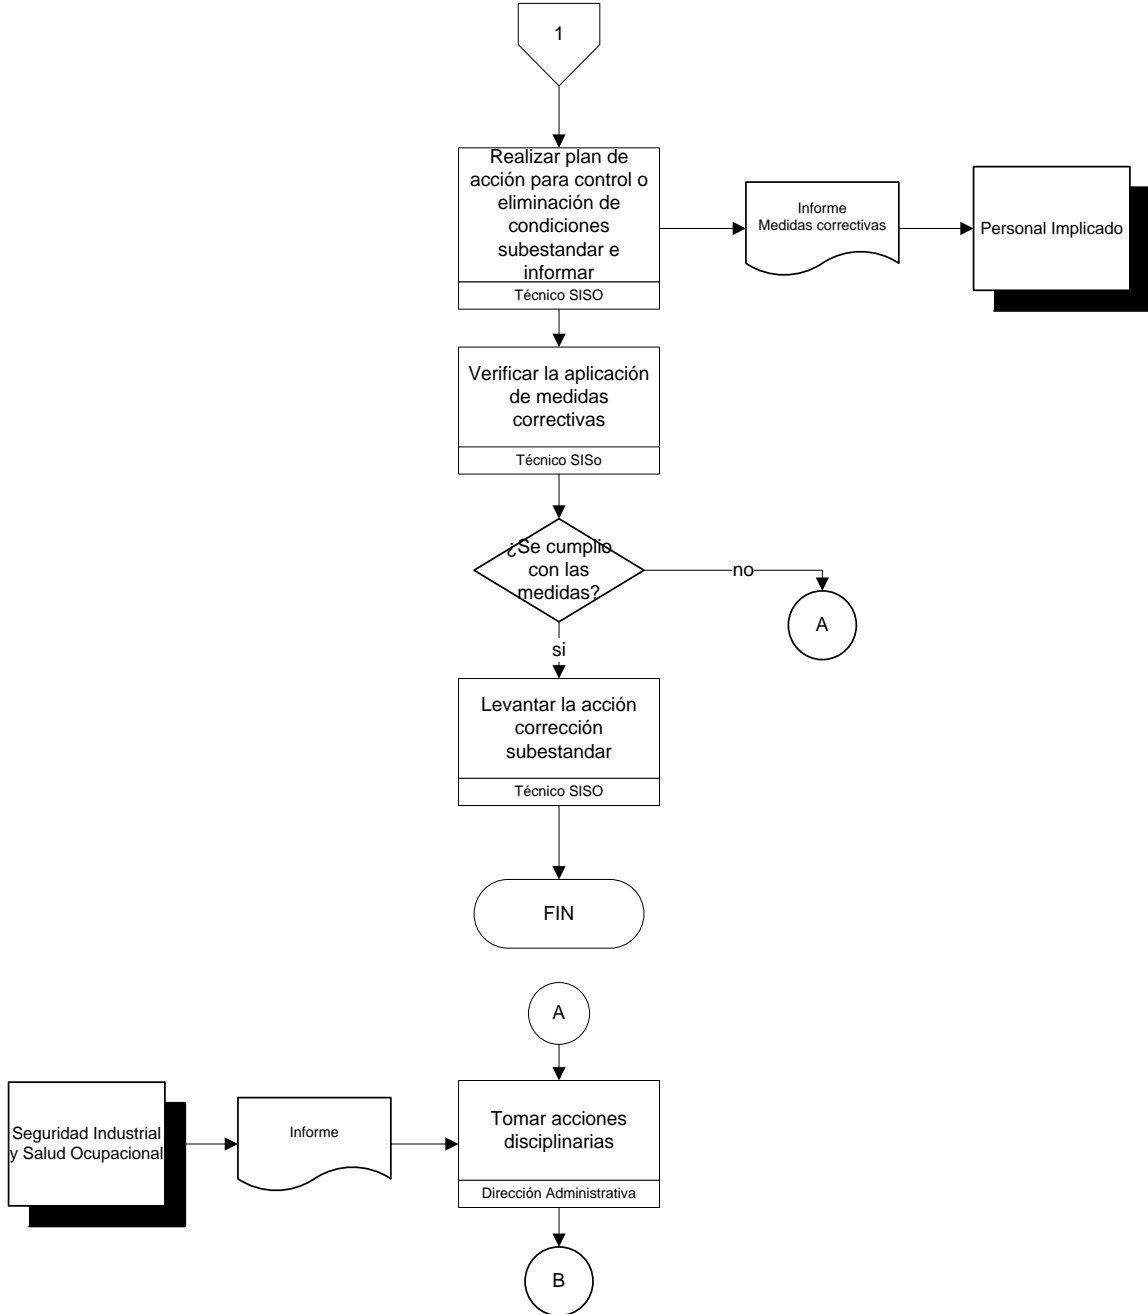 1
Realizar plan de
acción para control o
eliminación de
condiciones
subestandar e
informar
Técnico SISO
Informe
Medidas correctivas
Personal Implicado
Verificar la aplicación
de medidas
correctivas
Técnico SISo
¿Se cumplio
con las
medidas?
no
A
si
Levantar la acción
corrección
subestandar
Técnico SISO
FIN
A
Seguridad Industrial
y Salud Ocupacional
Informe
Tomar acciones
disciplinarias
Dirección Administrativa
B